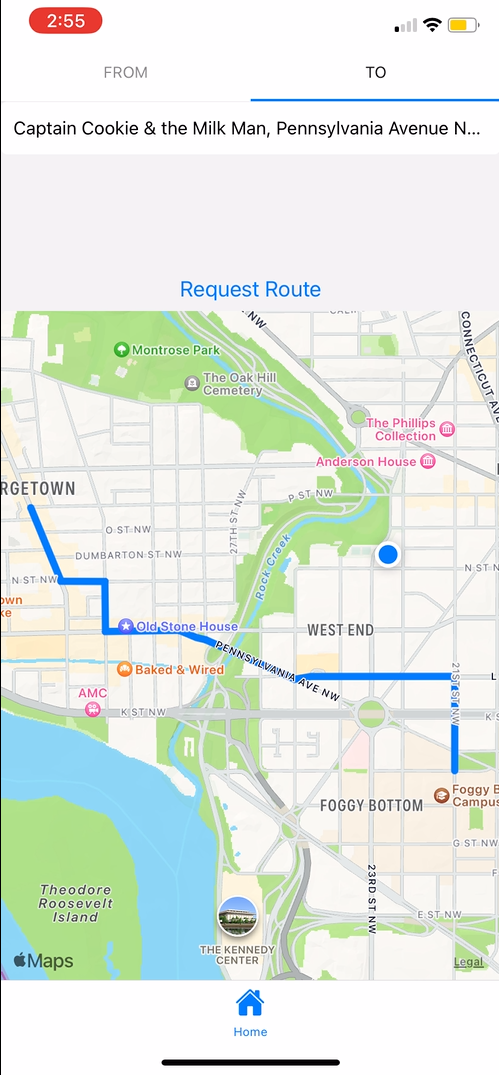 2:55
FROM
TO
Captain Cookie & the Milk Man, Pennsylvania Avenue N...
Request Route
NW
CONNECTICUT AVE
Montrose Park
The Oak Hill
Cemetery
The Phillips
Collection
Anderson House
RGETOWN
27TH ST NW
P ST NW
O ST NW
DUMBARTON ST NW
Rock Creek
N ST NW
N ST N
own
ke
Old Stone House
WEST END
PENNSYLVANIA AVE NW
Baked & Wired
21ST ST NW
L
AMC
K ST NW
K S
Foggy B
Campus
FOGGY BOTTOM
G ST NW
23RD ST NW
Theodore
Roosevelt
Island
E ST NW
F
THE KENNEDY
CENTER
Maps
Legal
Home